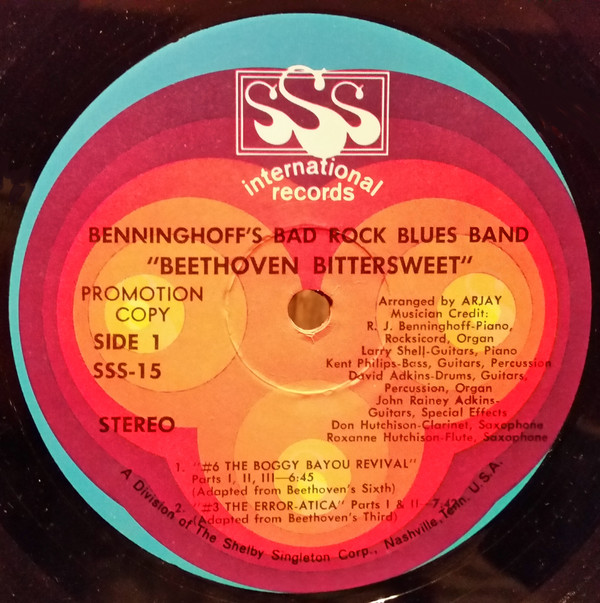 SSS
international
records
BENNINGHOFF'S BAD ROCK BLUES BAND
"BEETHOVEN BITTERSWEET"
PROMOTION
COPY
SIDE 1
SSS-15
STEREO
Arranged by ARJAY
Musician Credit:
R. J. Benninghoff-Piano,
Rocksicord, Organ
Larry Shell-Guitars, Piano
Kent Philips-Bass, Guitars, Percussion
David Adkins-Drums, Guitars,
Percussion, Organ
John Rainey Adkins-
Guitars, Special Effects
Don Hutchison-Clarinet, Saxophone
Roxanne Hutchison-Flute, Saxophone
1. "#6 THE BOGGY BAYOU REVIVAL"
Parts I, II, III—6:45
(Adapted from Beethoven's Sixth)
2. "#3 THE ERROR-ATICA" Parts I & II—
(Adapted from Beethoven's Third)
A Division of The Shelby Singleton Corp., Nashville, Tenn. U.S.A.